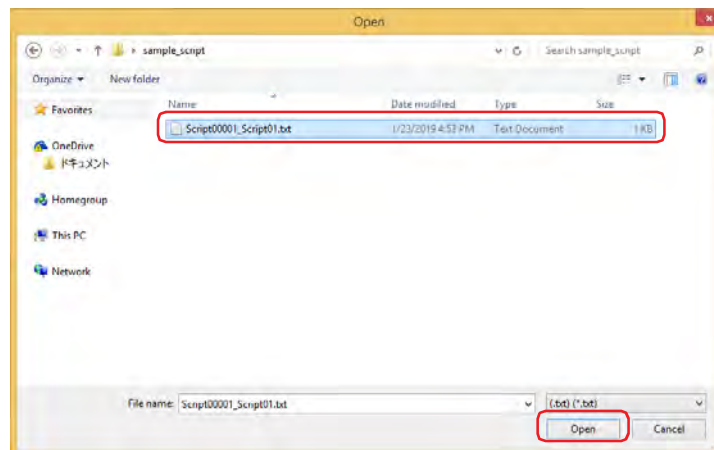 Open
sample_script
Search sample_script
Organize
New folder
Name
Date modified
Type
Size
Favorites
Script00001_Script01.txt
1/23/2019 4:53 PM
Text Document
1 KB
OneDrive
ドキュメント
Homegroup
This PC
Network
File name: Script00001_Script01.txt
(.txt) (*.txt)
Open
Cancel